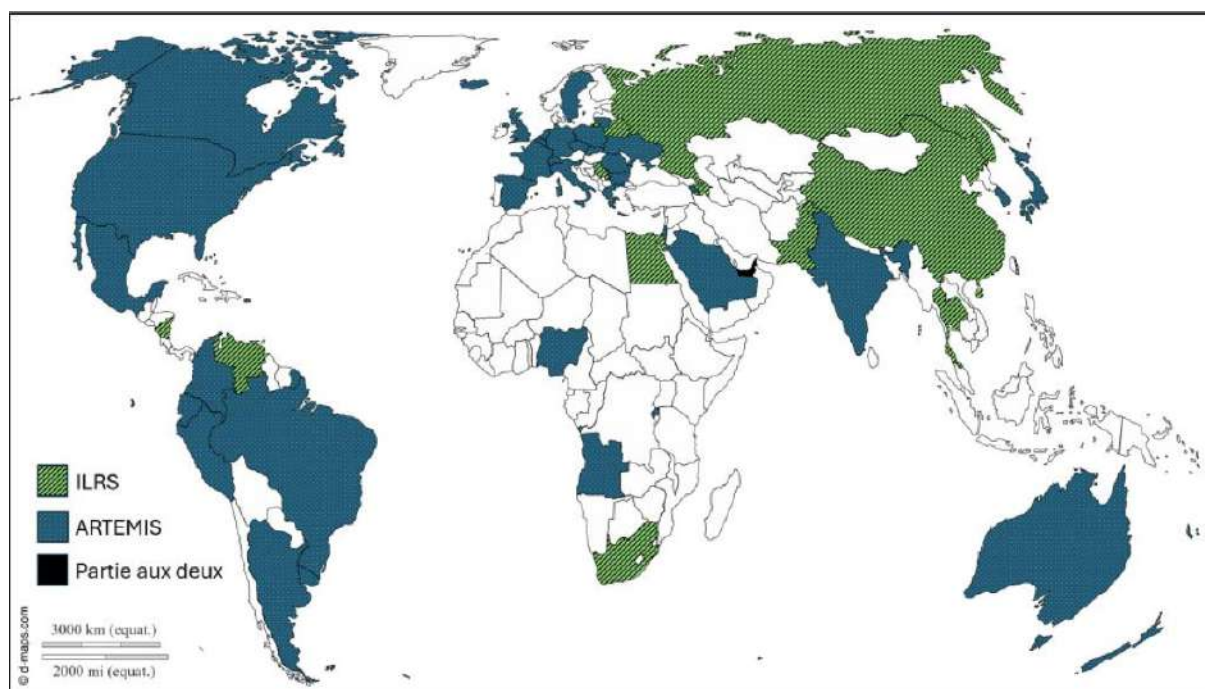 ILRS
ARTEMIS
Partie aux deux
3000 km (equat.)
2000 mi (equat.)
© d-maps.com